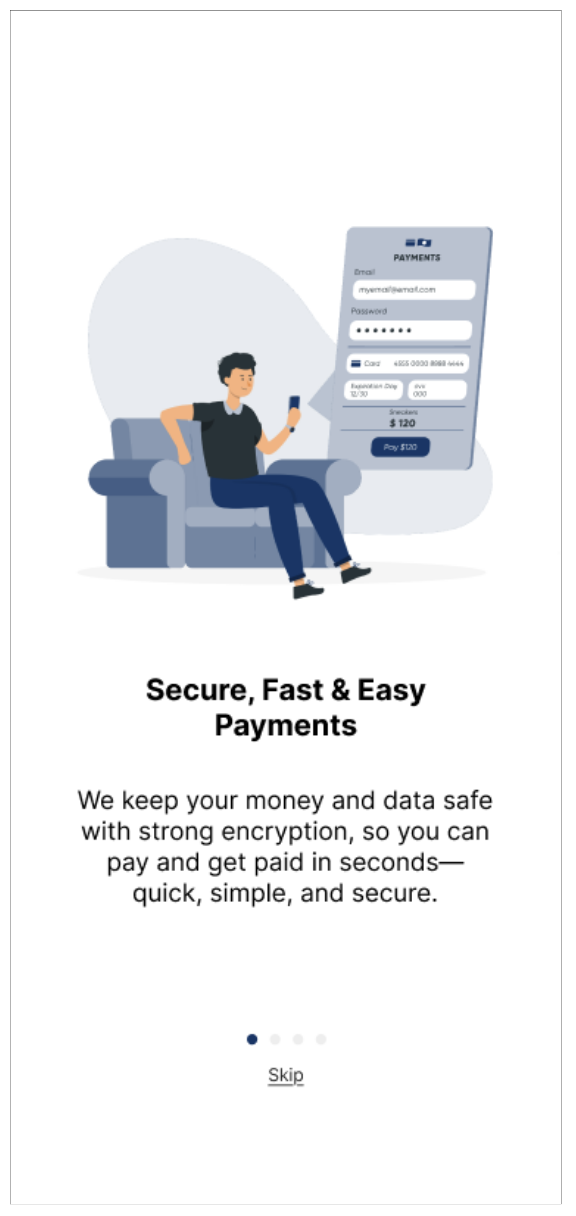 PAYMENTS
Email
myemail@email.com
Password
Card 4555 0000 8988 4444
Expiration Day
12/30
cvv
000
Sneakers
$ 120
Pay $120
Secure, Fast & Easy
Payments
We keep your money and data safe
with strong encryption, so you can
pay and get paid in seconds—
quick, simple, and secure.
Skip